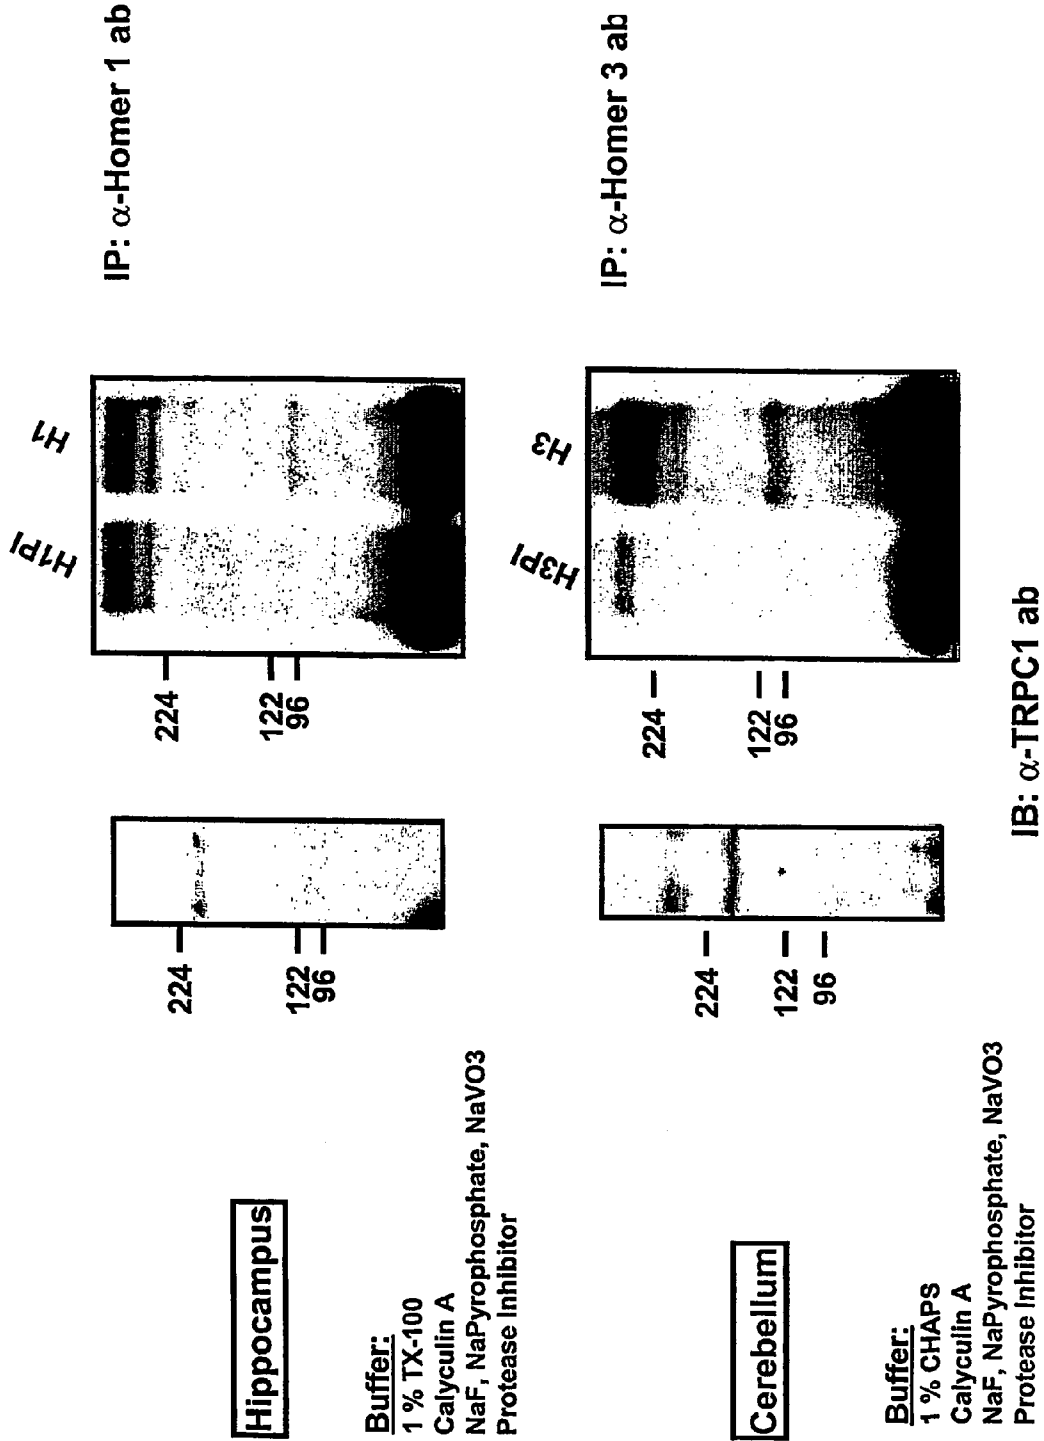 Hippocampus
Buffer:
1 % TX-100
Calyculin A
NaF, NaPyrophosphate, NaVO3
Protease Inhibitor
224
122
96
224
122
96
H1PI
H1
IP: α-Homer 1 ab
Cerebellum
Buffer:
1 % CHAPS
Calyculin A
NaF, NaPyrophosphate, NaVO3
Protease Inhibitor
224
122
96
224
122
96
H3PI
H3
IP: α-Homer 3 ab
IB: α-TRPC1 ab